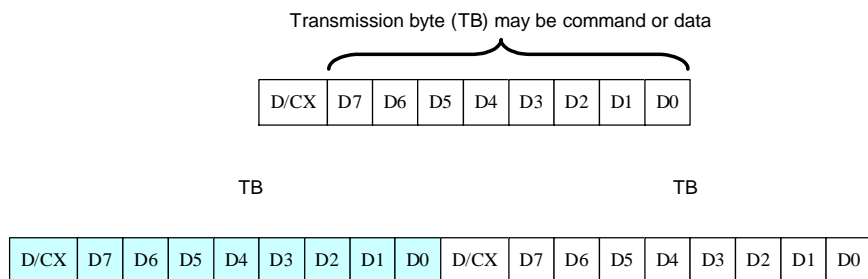 Transmission byte (TB) may be command or data
D/CX D7 D6 D5 D4 D3 D2 D1 D0
TB TB
D/CX D7 D6 D5 D4 D3 D2 D1 D0 D/CX D7 D6 D5 D4 D3 D2 D1 D0